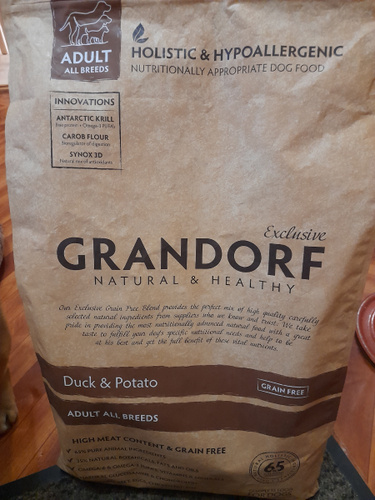 ADULT
ALL BREEDS
HOLISTIC & HYPOALLERGENIC
NUTRITIONALLY APPROPRIATE DOG FOOD
INNOVATIONS
ANTARCTIC KRILL
CAROB FLOUR
SYNOX 3D
Exclusive
GRANDORF
NATURAL & HEALTHY
Our Exclusive Grain Free Blend provides the perfect mix of high quality carefully
selected natural ingredients from suppliers who we know and trust. We take
pride in providing the most nutritionally advanced natural food with a great
taste to fulfill your dog's specific nutritional needs and help to be
at his best and get the full benefit of these vital nutrients.
Duck & Potato
GRAIN FREE
ADULT ALL BREEDS
HIGH MEAT CONTENT & GRAIN FREE
65